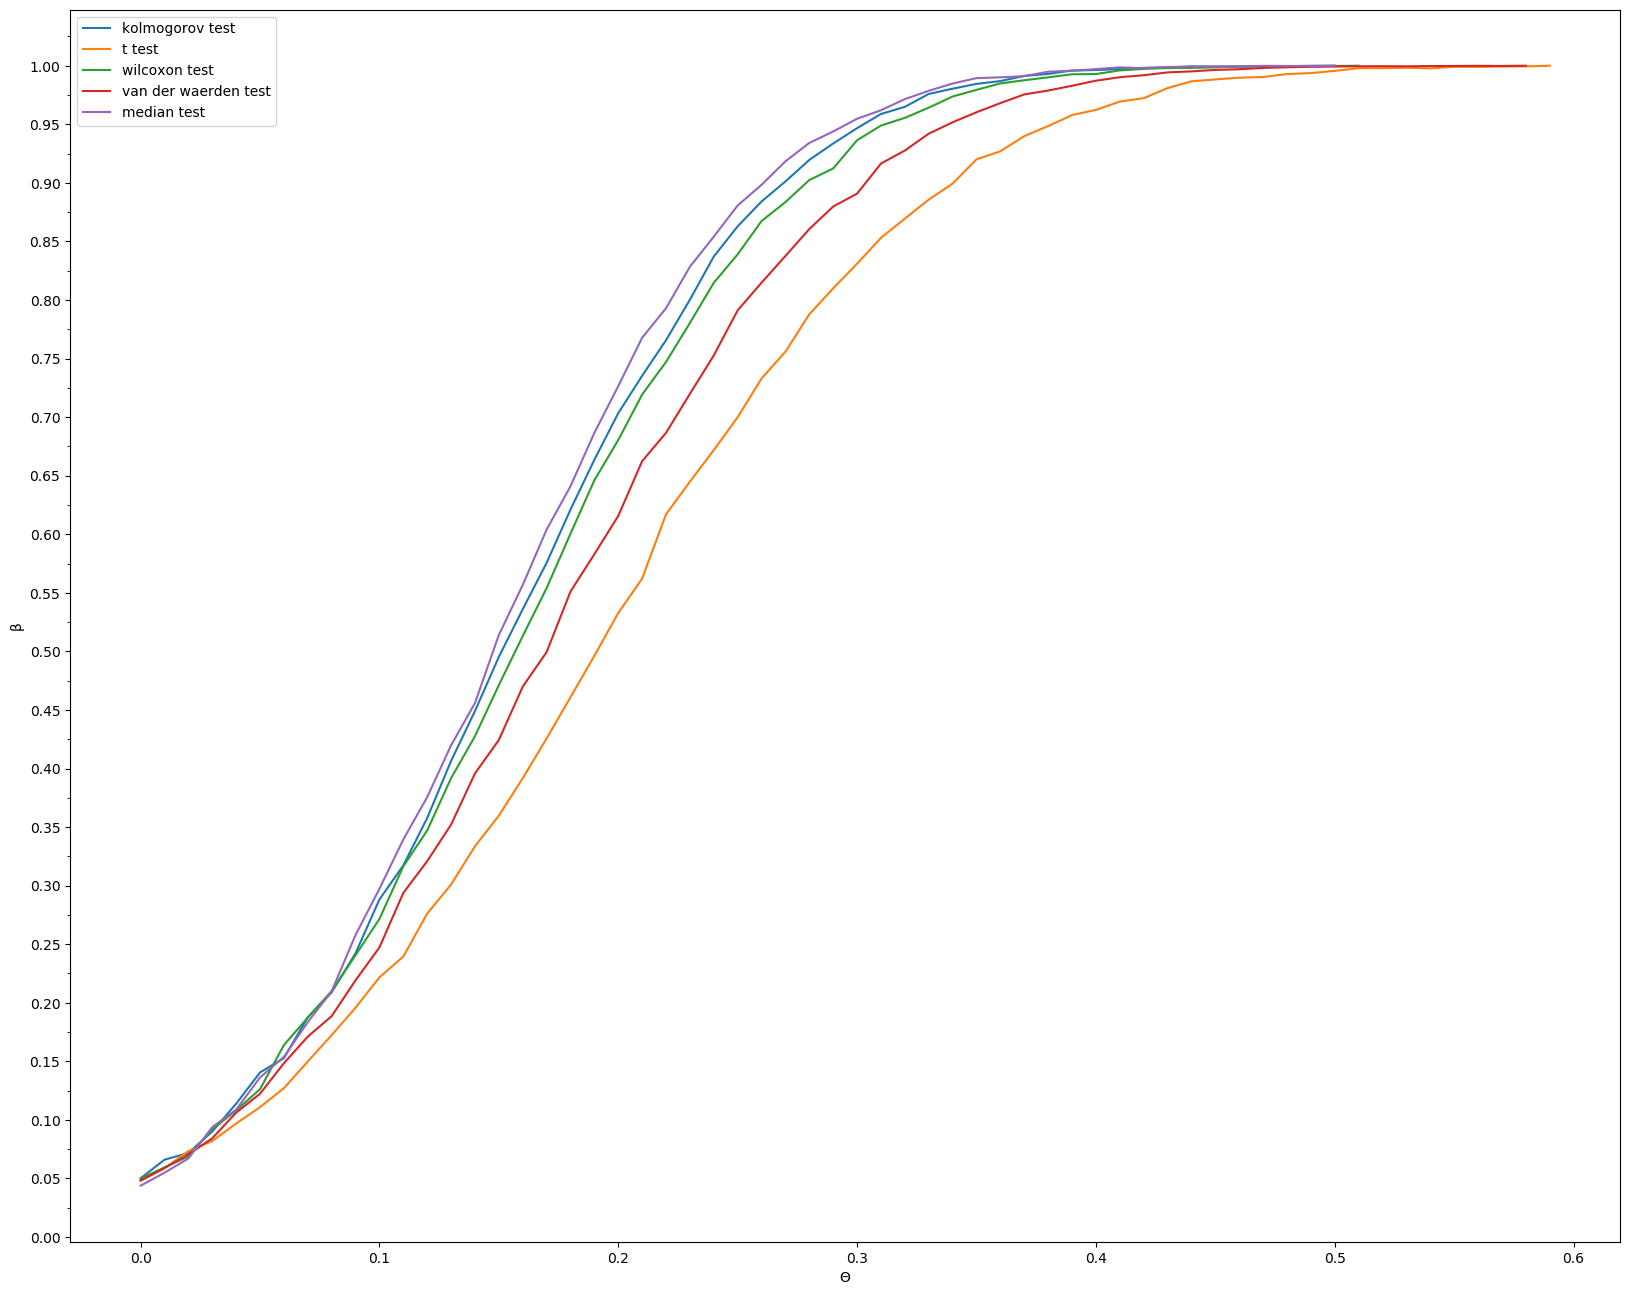 kolmogorov test
t test
wilcoxon test
van der waerden test
median test
1.00
0.95
0.90
0.85
0.80
0.75
0.70
0.65
0.60
0.55
0.50
0.45
0.40
0.35
0.30
0.25
0.20
0.15
0.10
0.05
0.00
β
0.0 0.1 0.2 0.3 0.4 0.5 0.6
Θ